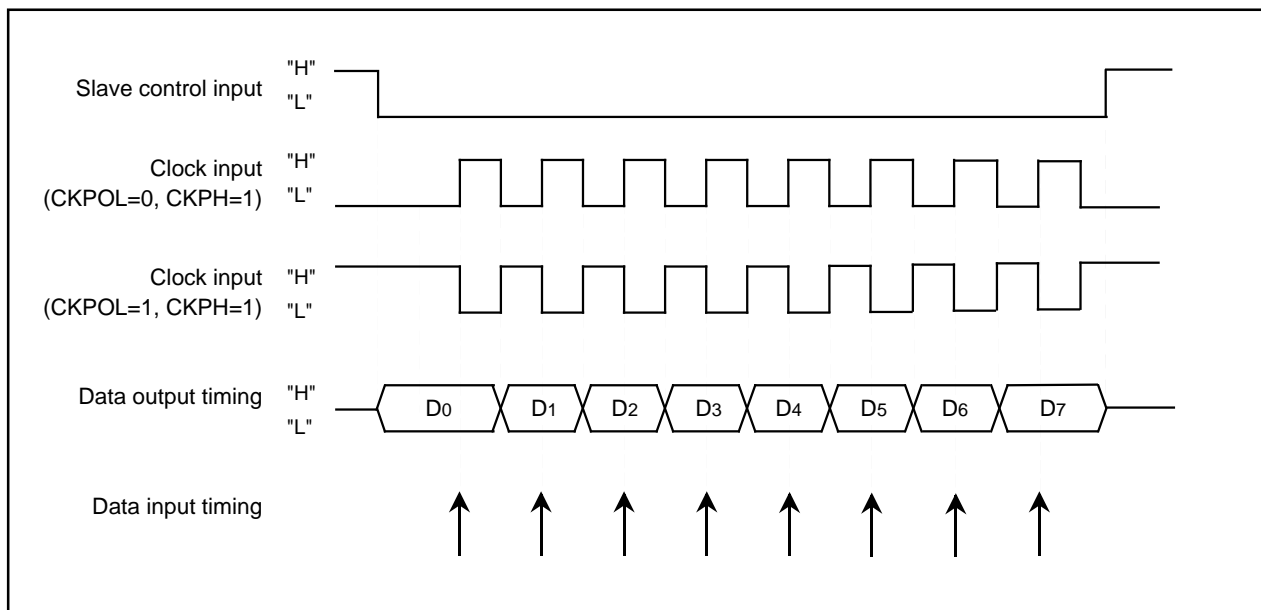 Slave control input
"H"
"L"
Clock input
(CKPOL=0, CKPH=1)
"H"
"L"
Clock input
(CKPOL=1, CKPH=1)
"H"
"L"
Data output timing
"H"
"L"
D0 D1 D2 D3 D4 D5 D6 D7
Data input timing